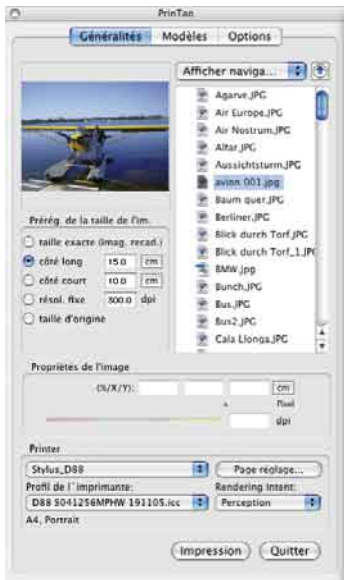 PrinTao
Généralités Modèles Options
Afficher naviga...
Agarve.JPG
Air Europe.JPG
Air Nostrum.JPG
Altar.JPG
Aussichtsturm.JPG
avion 001.jpg
Baum quer.JPG
Berliner.JPG
Blick durch Torf.JPG
Blick durch Torf_1.JPG
BMW.jpg
Bunch.JPG
Bus.JPG
Bus2.JPG
Cala Llonga.JPG
Prérég. de la taille de l'im.
taille exacte (imag. recad.)
côté long 15.0 cm
côté court 10.0 cm
résol. fixe 300.0 dpi
taille d'origine
Propriétés de l'image
(%/X/Y): cm
x Pixel
dpi
Printer
Stylus_D88 Page réglage...
Profil de l`imprimante: Rendering Intent:
D88 S041256MPHW 191105.icc Perception
A4, Portrait
Impression Quitter